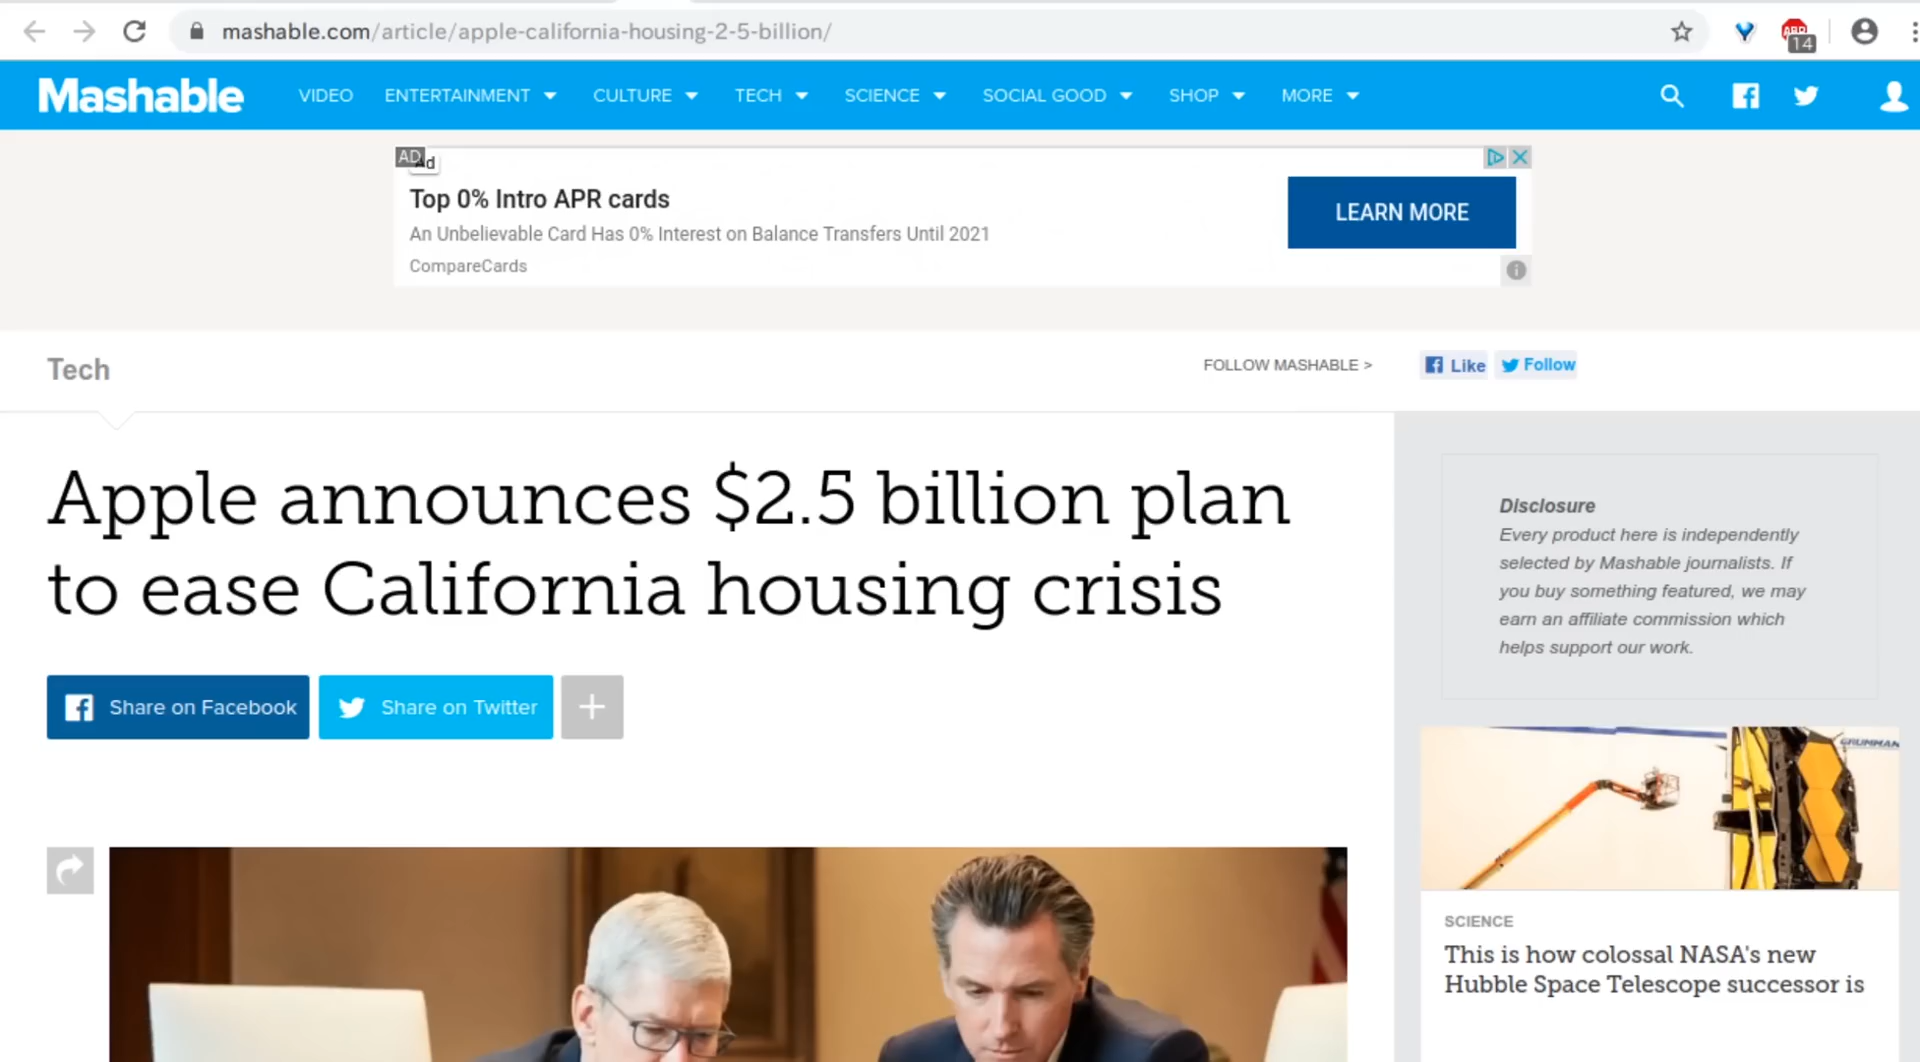 mashable.com/article/apple-california-housing-2-5-billion/
ABP
14
Mashable
VIDEO ENTERTAINMENT CULTURE TECH SCIENCE SOCIAL GOOD SHOP MORE
AD
Ad
Top 0% Intro APR cards
An Unbelievable Card Has 0% Interest on Balance Transfers Until 2021
CompareCards
LEARN MORE
Tech
FOLLOW MASHABLE >
Like
Follow
Apple announces $2.5 billion plan
to ease California housing crisis
Share on Facebook
Share on Twitter
Disclosure
Every product here is independently
selected by Mashable journalists. If
you buy something featured, we may
earn an affiliate commission which
helps support our work.
GRUMMAN
SCIENCE
This is how colossal NASA's new
Hubble Space Telescope successor is